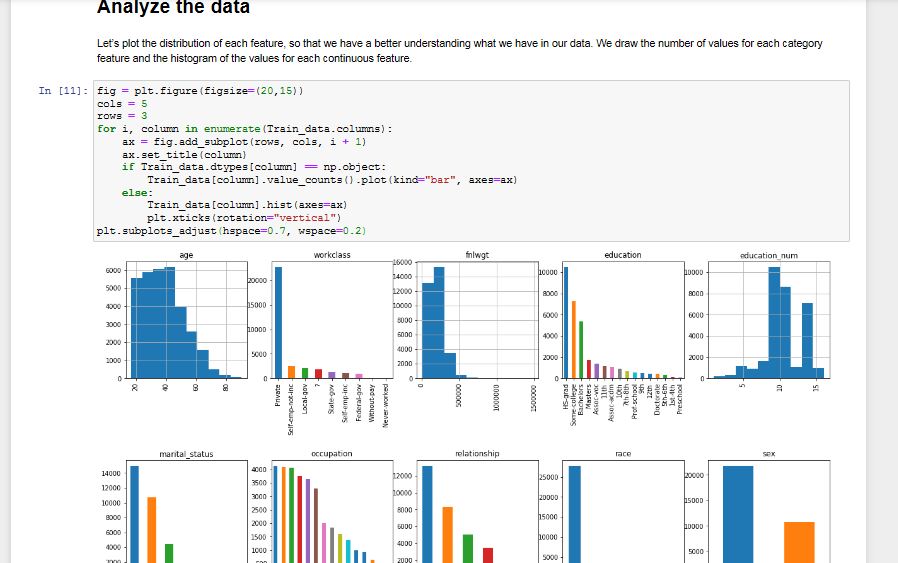 Analyze the data
Let's plot the distribution of each feature, so that we have a better understanding what we have in our data. We draw the number of values for each category
feature and the histogram of the values for each continuous feature.
In [11]: fig = plt.figure(figsize=(20,15))
cols = 5
rows = 3
for i, column in enumerate(Train_data.columns):
    ax = fig.add_subplot(rows, cols, i + 1)
    ax.set_title(column)
    if Train_data.dtypes[column] == np.object:
        Train_data[column].value_counts().plot(kind="bar", axes=ax)
    else:
        Train_data[column].hist(axes=ax)
        plt.xticks(rotation="vertical")
plt.subplots_adjust(hspace=0.7, wspace=0.2)
age workclass fnlwgt education education_num
6000
5000
4000
3000
2000
1000
0
20 40 60 80
20000
15000
10000
5000
0
Private Self-emp-not-inc Local-gov ? State-gov Self-emp-inc Federal-gov Without-pay Never-worked
16000
14000
12000
10000
8000
6000
4000
2000
0
0 500000 1000000 1500000
10000
8000
6000
4000
2000
0
HS-grad Some-college Bachelors Masters Assoc-voc 11th Assoc-acdm 10th 7th-8th Prof-school 9th 12th Doctorate 5th-6th 1st-4th Preschool
10000
8000
6000
4000
2000
0
5 10 15
marital_status occupation relationship race sex
14000
12000
10000
8000
6000
4000
2000
4000
3500
3000
2500
2000
1500
1000
500
12000
10000
8000
6000
4000
2000
25000
20000
15000
10000
5000
20000
15000
10000
5000